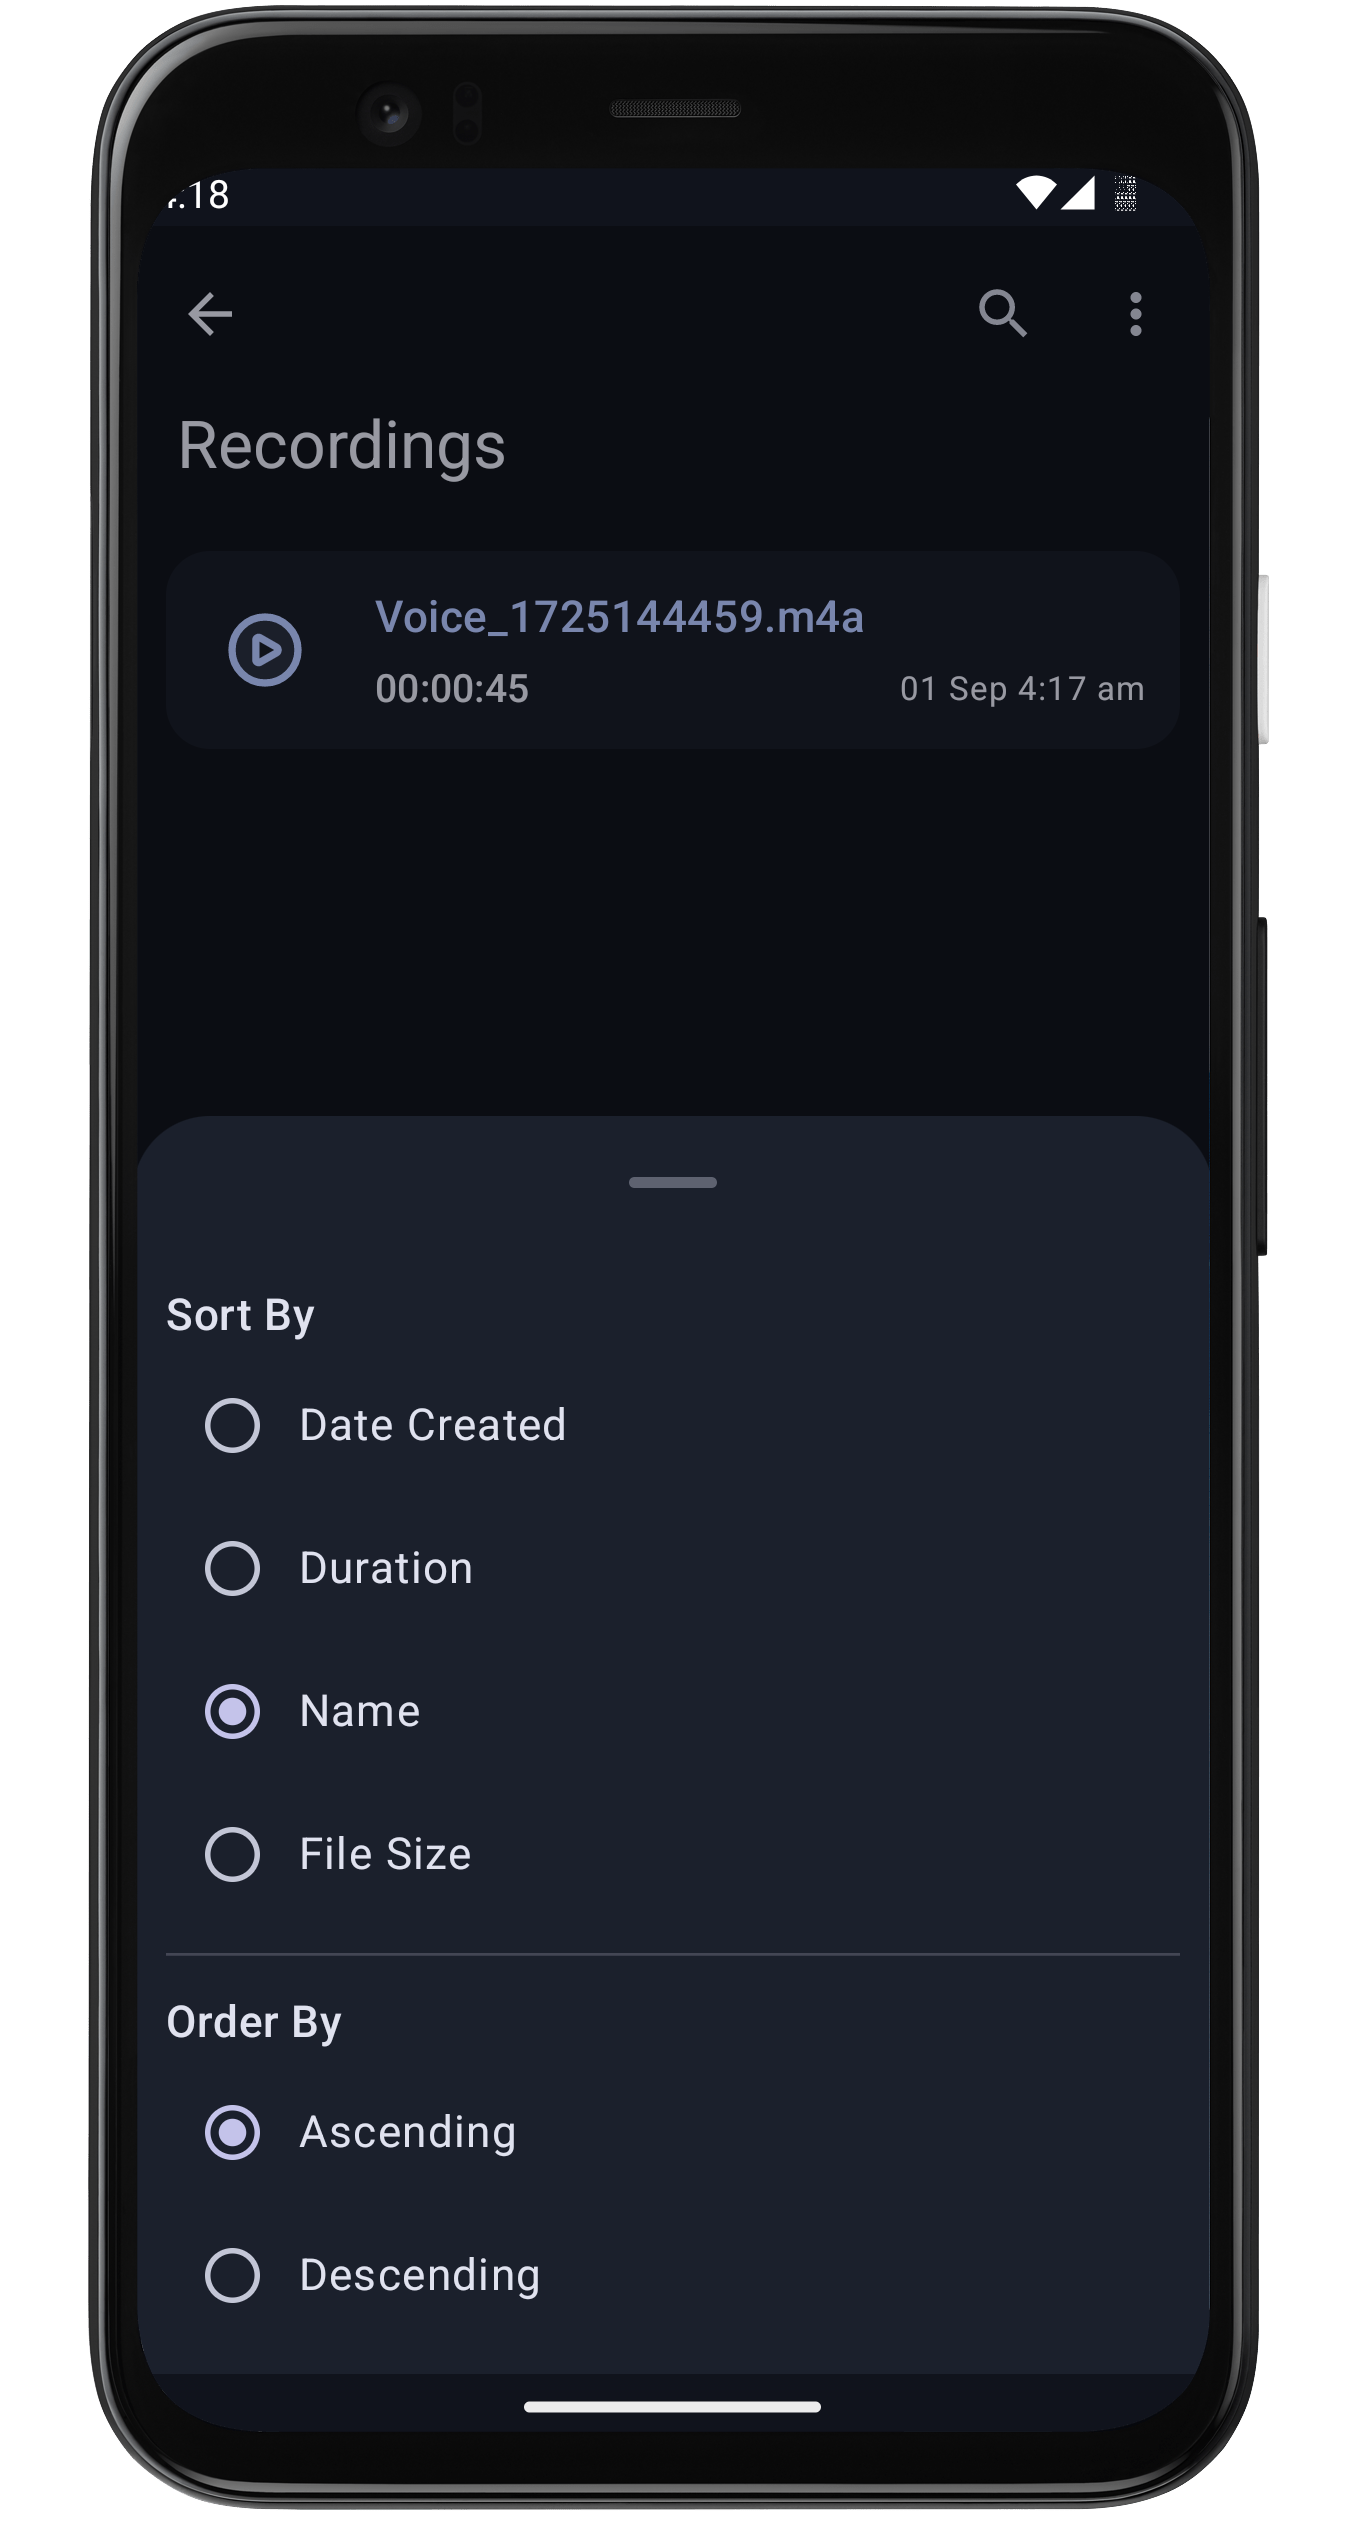 :18
Recordings
Voice_1725144459.m4a
00:00:45
01 Sep 4:17 am
Sort By
Date Created
Duration
Name
File Size
Order By
Ascending
Descending